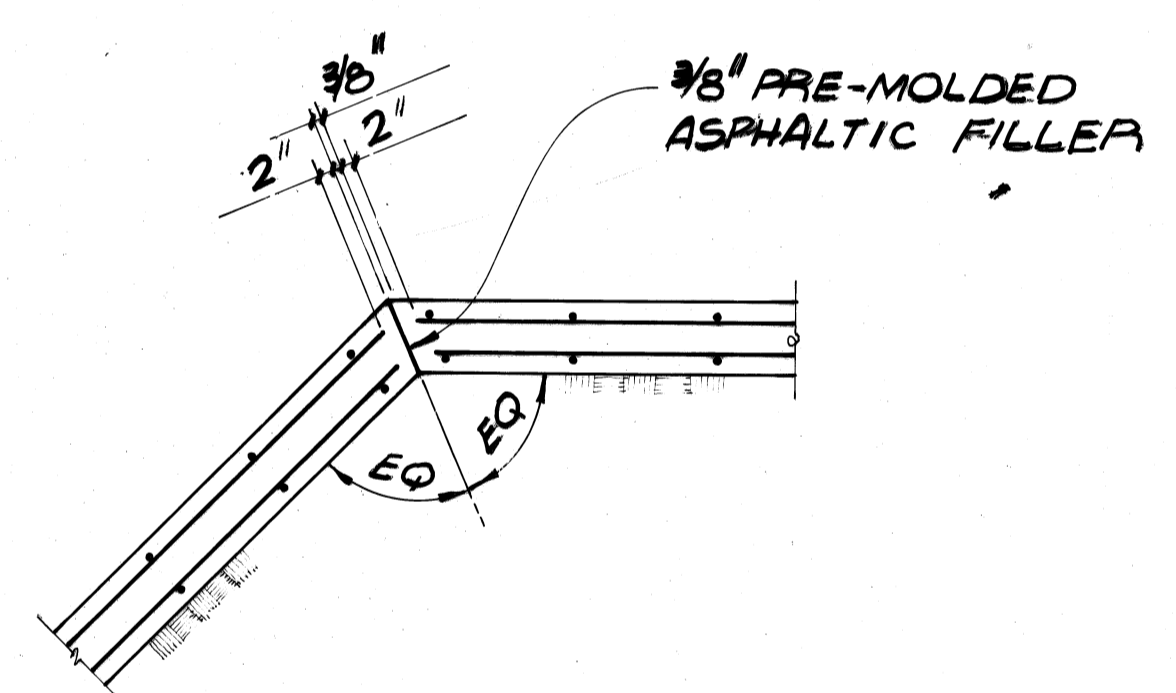 3/8"
2"
2"
3/8" PRE-MOLDED
ASPHALTIC FILLER
EQ
EQ